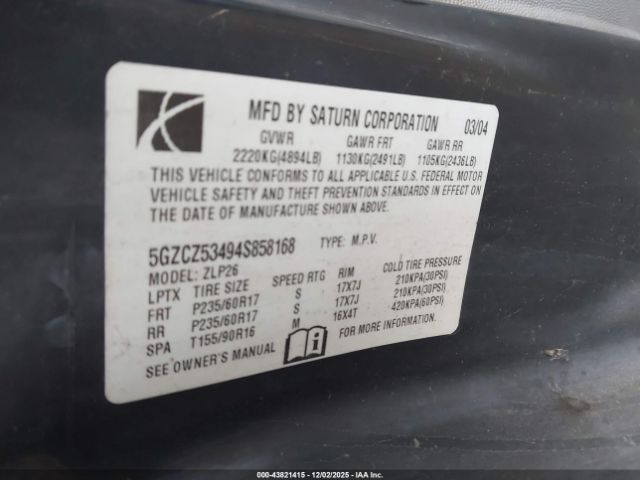 MFD BY SATURN CORPORATION 03/04
GVWR GAWR FRT GAWR RR
2220KG(4894LB) 1130KG(2491LB) 1105KG(2436LB)
THIS VEHICLE CONFORMS TO ALL APPLICABLE U.S. FEDERAL MOTOR
VEHICLE SAFETY AND THEFT PREVENTION STANDARDS IN EFFECT ON
THE DATE OF MANUFACTURE SHOWN ABOVE.
5GZCZ53494S858168 TYPE: M.P.V.
MODEL: ZLP26
LPTX TIRE SIZE SPEED RTG RIM COLD TIRE PRESSURE
FRT P235/60R17 S 17X7J 210KPA(30PSI)
RR P235/60R17 S 17X7J 210KPA(30PSI)
SPA T155/90R16 M 16X4T 420KPA(60PSI)
SEE OWNER'S MANUAL FOR MORE INFORMATION.
000-43821415 - 12/02/2025 - IAAI Inc.